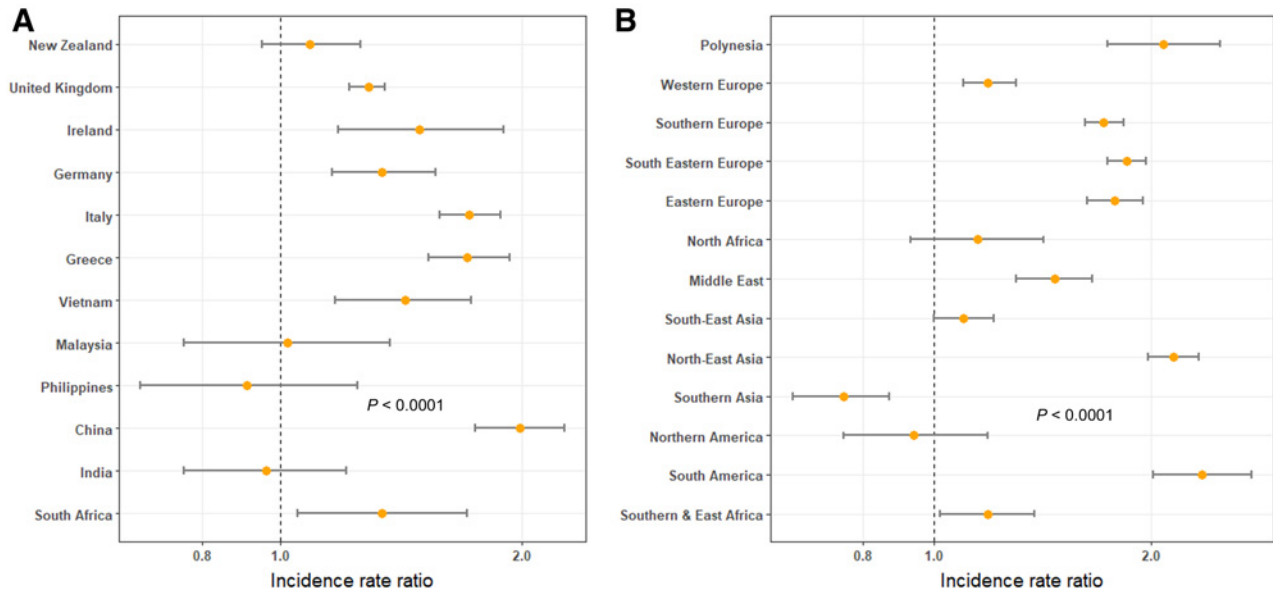 A
New Zealand
United Kingdom
Ireland
Germany
Italy
Greece
Vietnam
Malaysia
Philippines
China
India
South Africa
P < 0.0001
0.8 1.0 2.0
Incidence rate ratio
B
Polynesia
Western Europe
Southern Europe
South Eastern Europe
Eastern Europe
North Africa
Middle East
South-East Asia
North-East Asia
Southern Asia
Northern America
South America
Southern & East Africa
P < 0.0001
0.8 1.0 2.0
Incidence rate ratio